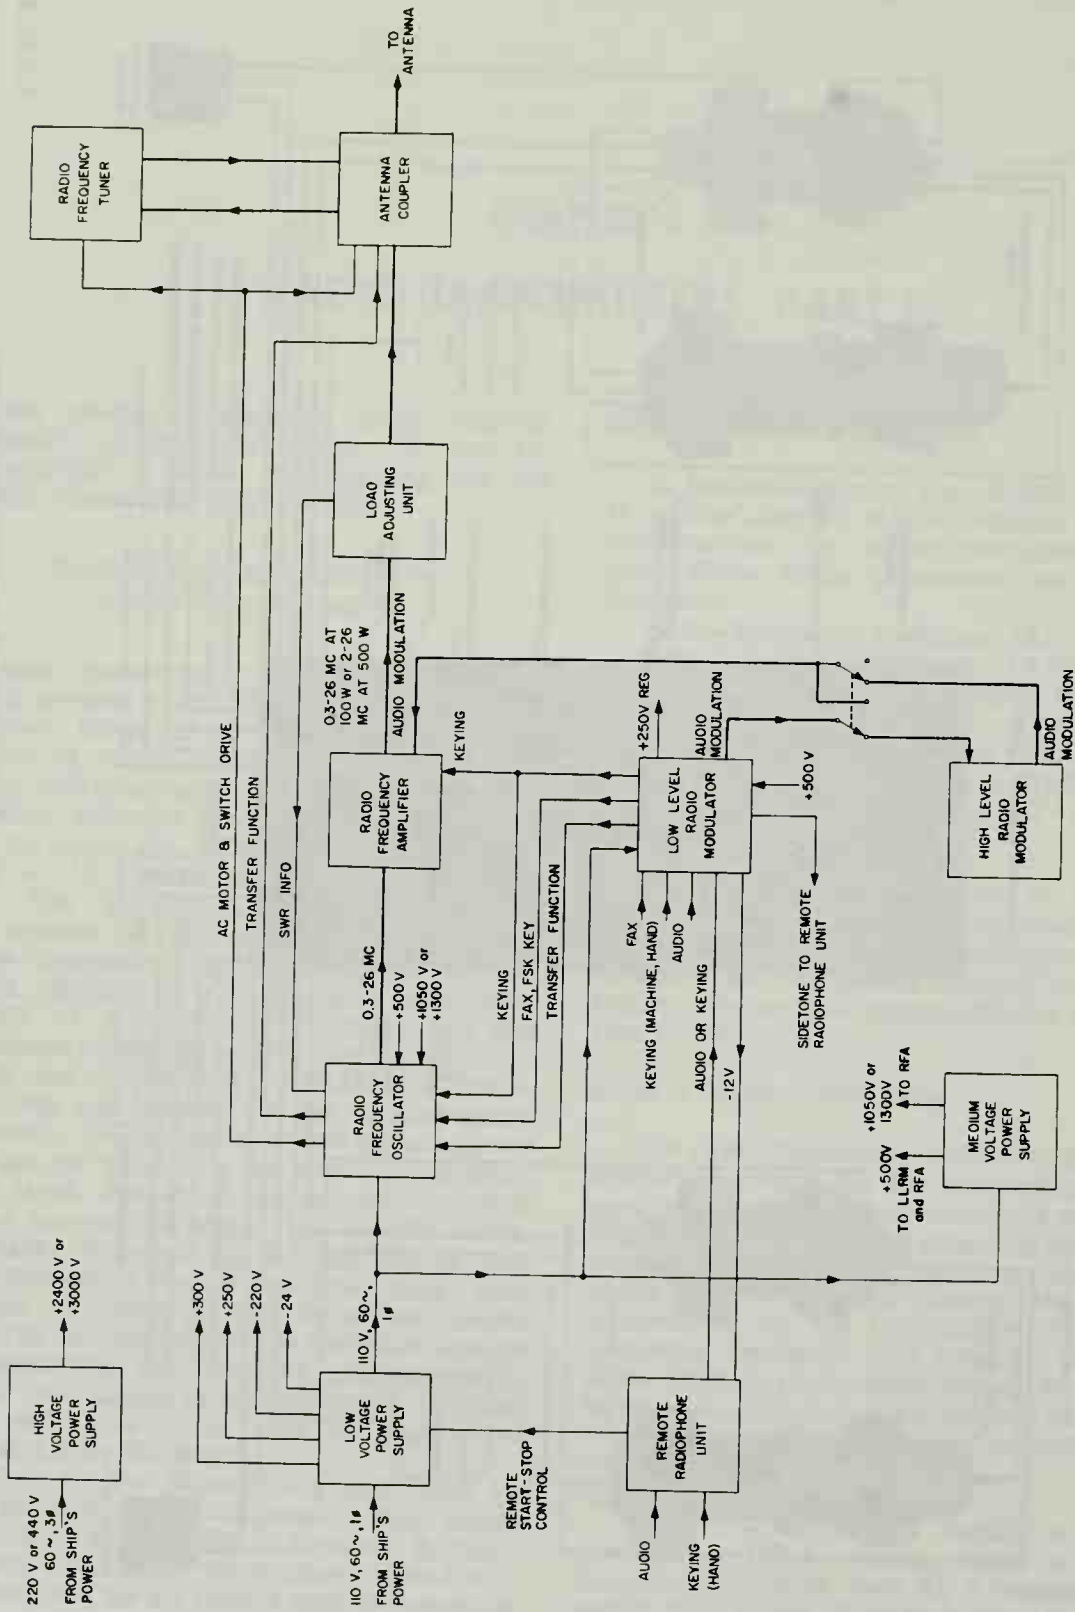 RADIO
FREQUENCY
TUNER
TO
ANTENNA
ANTENNA
COUPLER
AC MOTOR & SWITCH DRIVE
TRANSFER FUNCTION
SWR INFO
LOAD
ADJUSTING
UNIT
0.3-26 MC AT
100 W or 2-26
MC AT 500 W
AUDIO MODULATION
RADIO
FREQUENCY
AMPLIFIER
KEYING
0.3-26 MC
+500V
+1050 V or
+1300 V
RADIO
FREQUENCY
OSCILLATOR
KEYING
FAX, FSK KEY
TRANSFER FUNCTION
+250V REG
AUDIO
MODULATION
LOW LEVEL
RADIO
MODULATOR
+500 V
FAX
KEYING (MACHINE, HAND)
AUDIO
AUDIO OR KEYING
-12V
SIDETONE TO REMOTE
RADIOPHONE UNIT
HIGH LEVEL
RADIO
MODULATOR
AUDIO
MODULATION
+500V
TO LLRM
and RFA
+1050V or
1300V
TO RFA
MEDIUM
VOLTAGE
POWER
SUPPLY
220 V or 440 V
60 ~, 3ø
FROM SHIP'S
POWER
HIGH
VOLTAGE
POWER
SUPPLY
+2400 V or
+3000 V
+300 V
+250 V
-220V
-24 V
110 V, 60~,
1ø
LOW
VOLTAGE
POWER
SUPPLY
110 V, 60~, 1ø
FROM SHIP'S
POWER
REMOTE
START-STOP
CONTROL
REMOTE
RADIOPHONE
UNIT
AUDIO
KEYING
(HAND)